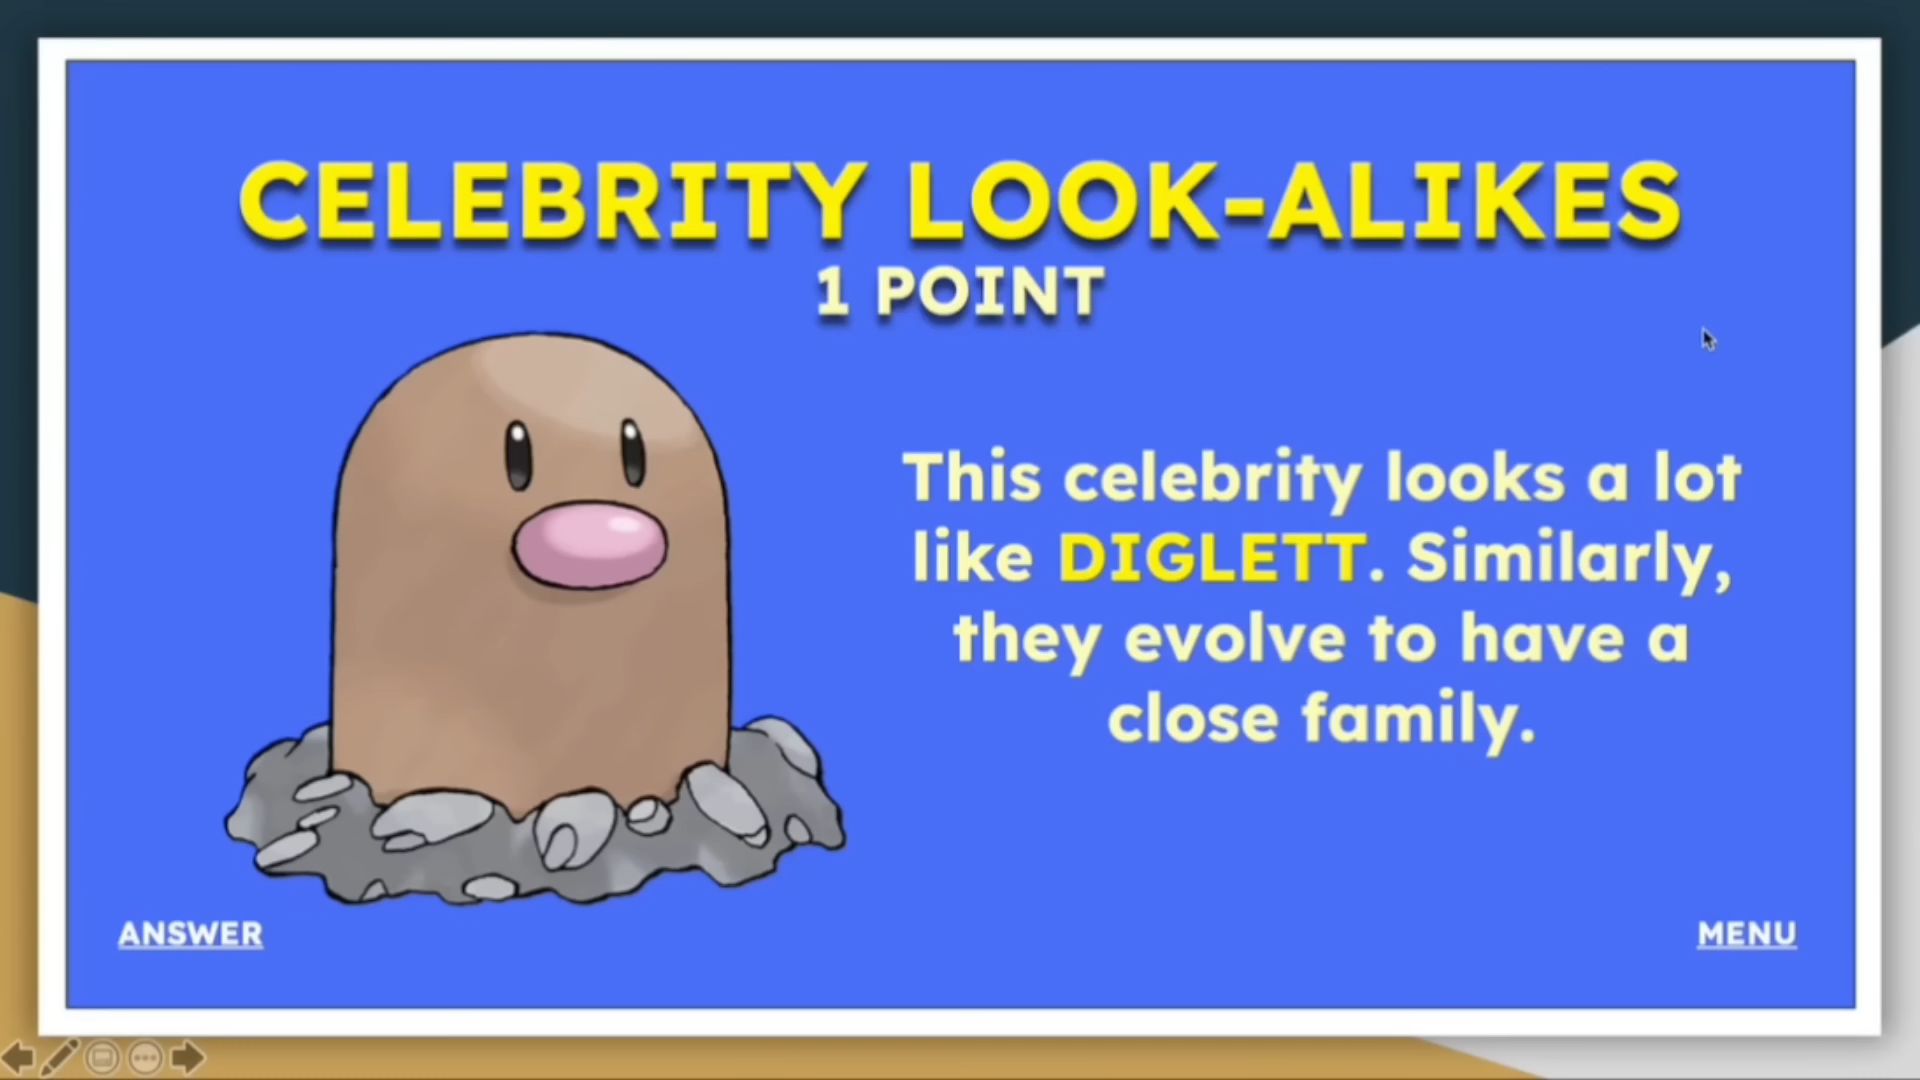 CELEBRITY LOOK-ALIKES
1 POINT
This celebrity looks a lot
like DIGLETT. Similarly,
they evolve to have a
close family.
ANSWER
MENU